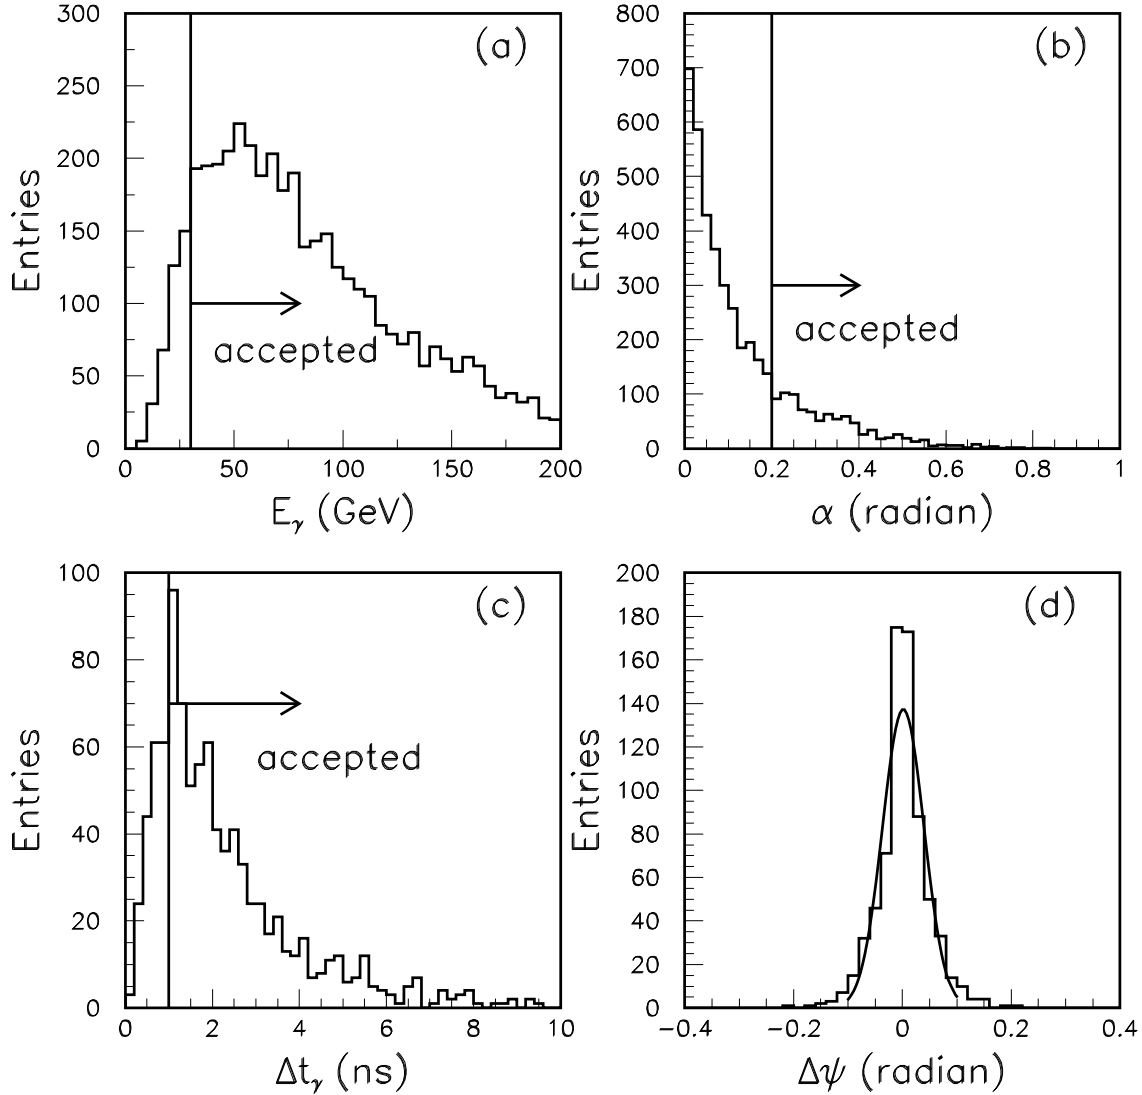 (a)
300
250
200
150
100
50
0
Entries
accepted
0 50 100 150 200
E_γ (GeV)
(b)
800
700
600
500
400
300
200
100
0
Entries
accepted
0 0.2 0.4 0.6 0.8 1
α (radian)
(c)
100
80
60
40
20
0
Entries
accepted
0 2 4 6 8 10
Δt_γ (ns)
(d)
200
180
160
140
120
100
80
60
40
20
0
Entries
−0.4 −0.2 0 0.2 0.4
Δψ (radian)